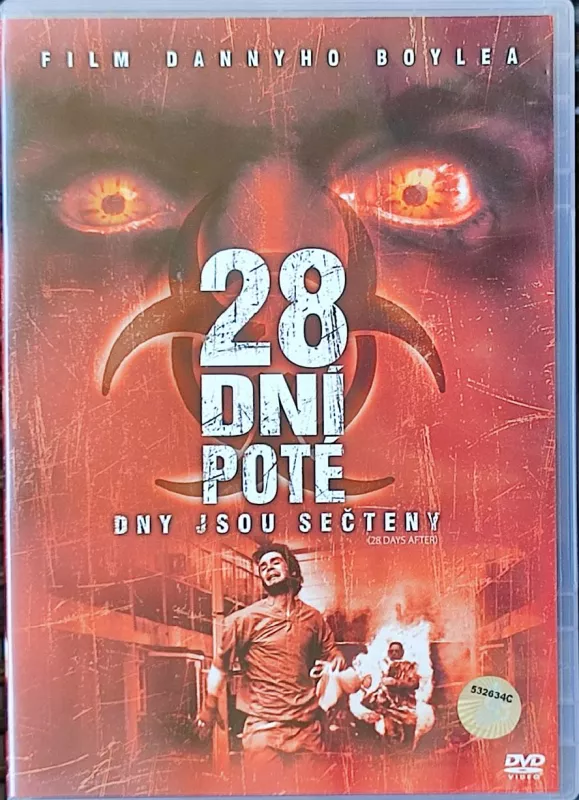 FILM DANNYHO BOYLEA
28
DNÍ
POTÉ
DNY JSOU SEČTENY
(28 DAYS AFTER)
532634C
DVD
VIDEO